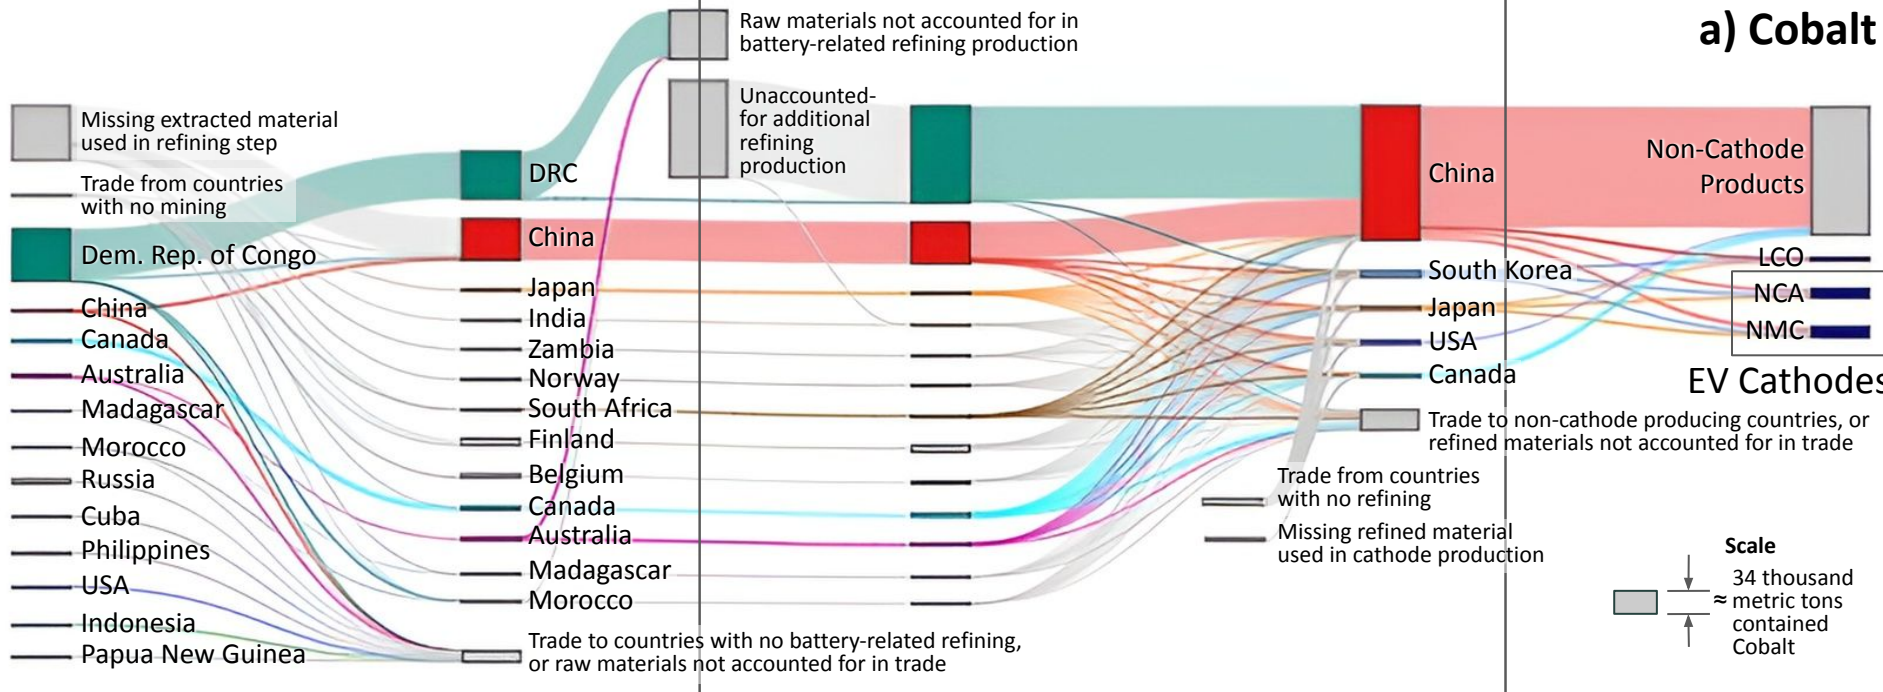 a) Cobalt
Raw materials not accounted for in
battery-related refining production
Unaccounted-
for additional
refining
production
Missing extracted material
used in refining step
Trade from countries
with no mining
Dem. Rep. of Congo
China
Canada
Australia
Madagascar
Morocco
Russia
Cuba
Philippines
USA
Indonesia
Papua New Guinea
DRC
China
Japan
India
Zambia
Norway
South Africa
Finland
Belgium
Canada
Australia
Madagascar
Morocco
Trade to countries with no battery-related refining,
or raw materials not accounted for in trade
China
South Korea
Japan
USA
Canada
Trade to non-cathode producing countries, or
refined materials not accounted for in trade
Trade from countries
with no refining
Missing refined material
used in cathode production
Non-Cathode
Products
LCO
NCA
NMC
EV Cathodes
Scale
34 thousand
≈ metric tons
contained
Cobalt